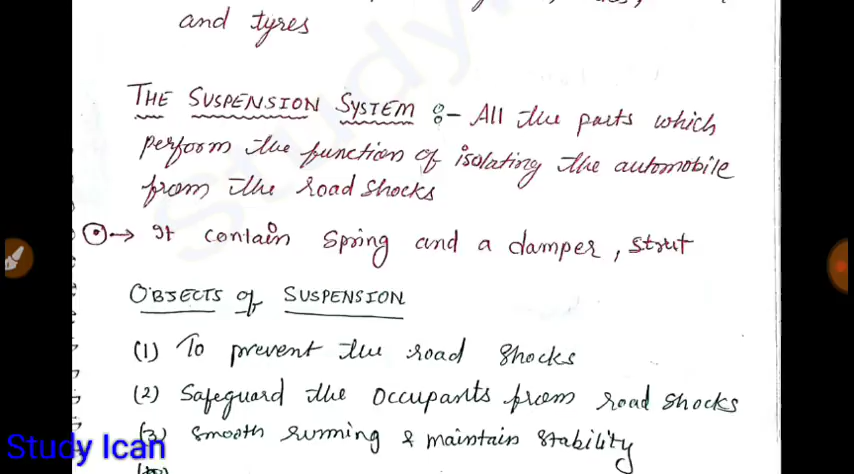 and tyres
THE SUSPENSION SYSTEM :- All the parts which
perform the function of isolating the automobile
from the road shocks
It contain spring and a damper, strut
OBJECTS of SUSPENSION
(1) To prevent the road shocks
(2) Safeguard the occupants from road shocks
(3) smooth running & maintain stability
Study Ican